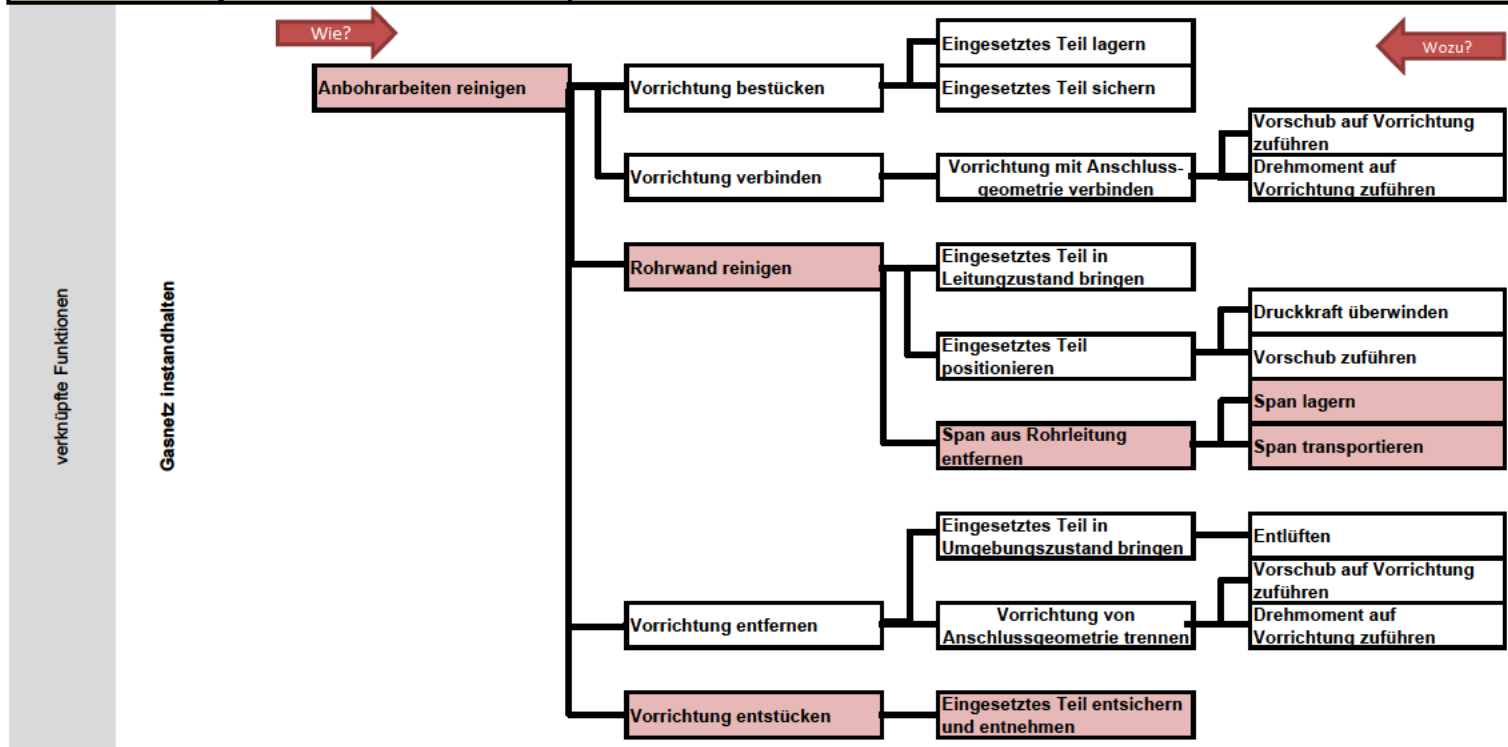 Wie?
Wozu?
verknüpfte Funktionen
Gasnetz instandhalten
Anbohrarbeiten reinigen
Vorrichtung bestücken
Eingesetztes Teil lagern
Eingesetztes Teil sichern
Vorrichtung verbinden
Vorrichtung mit Anschluss-
geometrie verbinden
Vorschub auf Vorrichtung
zuführen
Drehmoment auf
Vorrichtung zuführen
Rohrwand reinigen
Eingesetztes Teil in
Leitungzustand bringen
Eingesetztes Teil
positionieren
Druckkraft überwinden
Vorschub zuführen
Span aus Rohrleitung
entfernen
Span lagern
Span transportieren
Vorrichtung entfernen
Eingesetztes Teil in
Umgebungszustand bringen
Entlüften
Vorrichtung von
Anschlussgeometrie trennen
Vorschub auf Vorrichtung
zuführen
Drehmoment auf
Vorrichtung zuführen
Vorrichtung entstücken
Eingesetztes Teil entsichern
und entnehmen